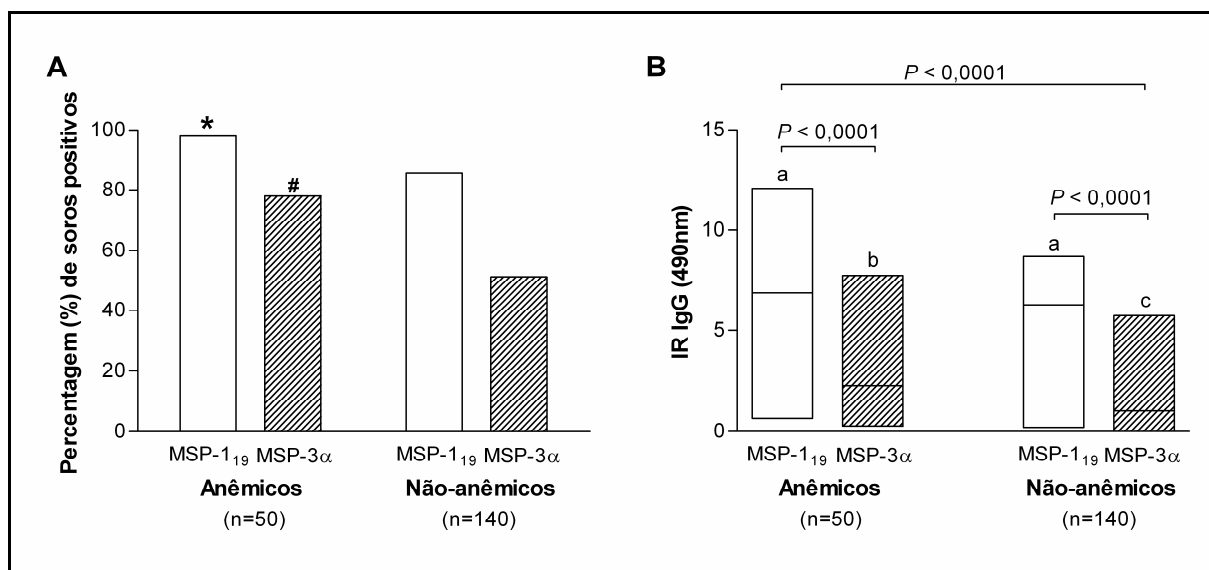 A
Percentagem (%) de soros positivos
100
80
60
40
20
0
*
#
MSP-1₁₉ MSP-3α
Anêmicos
(n=50)
MSP-1₁₉ MSP-3α
Não-anêmicos
(n=140)
B
IR IgG (490nm)
15
10
5
0
P < 0,0001
P < 0,0001
P < 0,0001
a
b
a
c
MSP-1₁₉ MSP-3α
Anêmicos
(n=50)
MSP-1₁₉ MSP-3α
Não-anêmicos
(n=140)